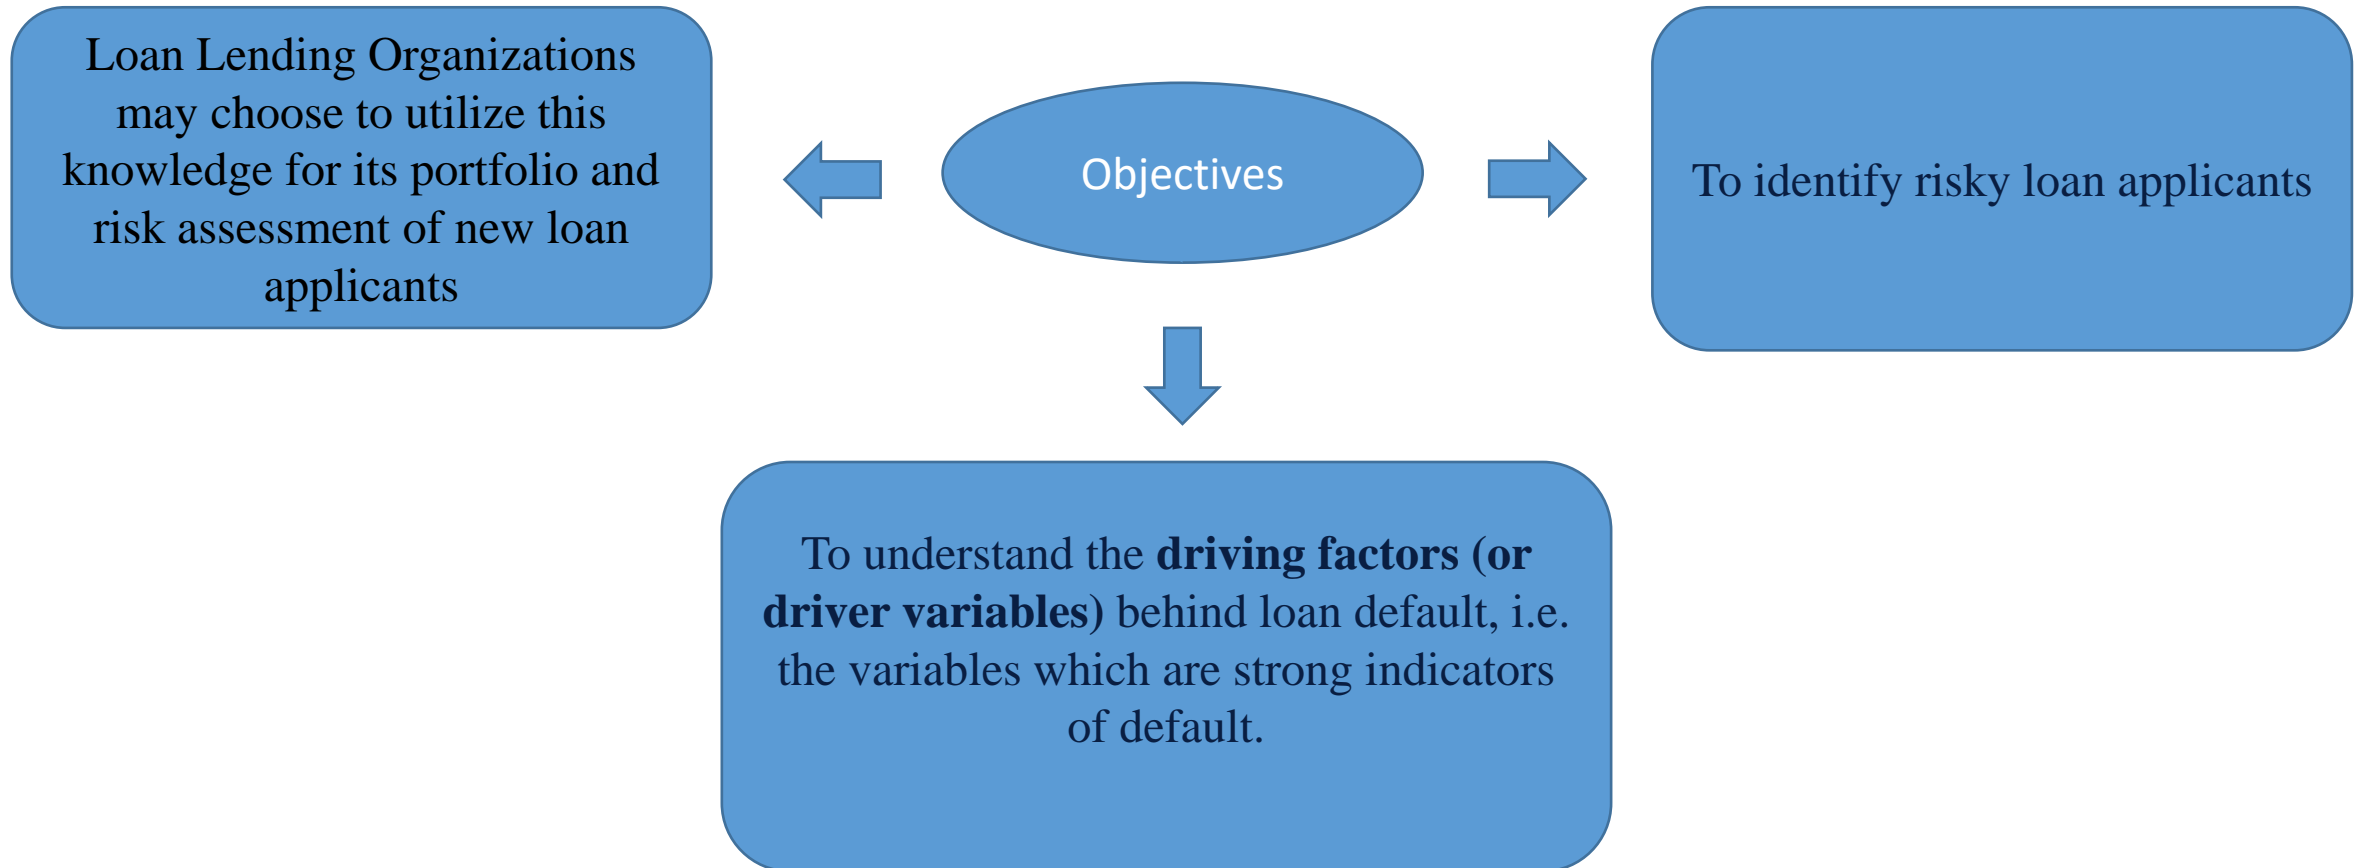 Loan Lending Organizations
may choose to utilize this
knowledge for its portfolio and
risk assessment of new loan
applicants
Objectives
To identify risky loan applicants
To understand the driving factors (or
driver variables) behind loan default, i.e.
the variables which are strong indicators
of default.